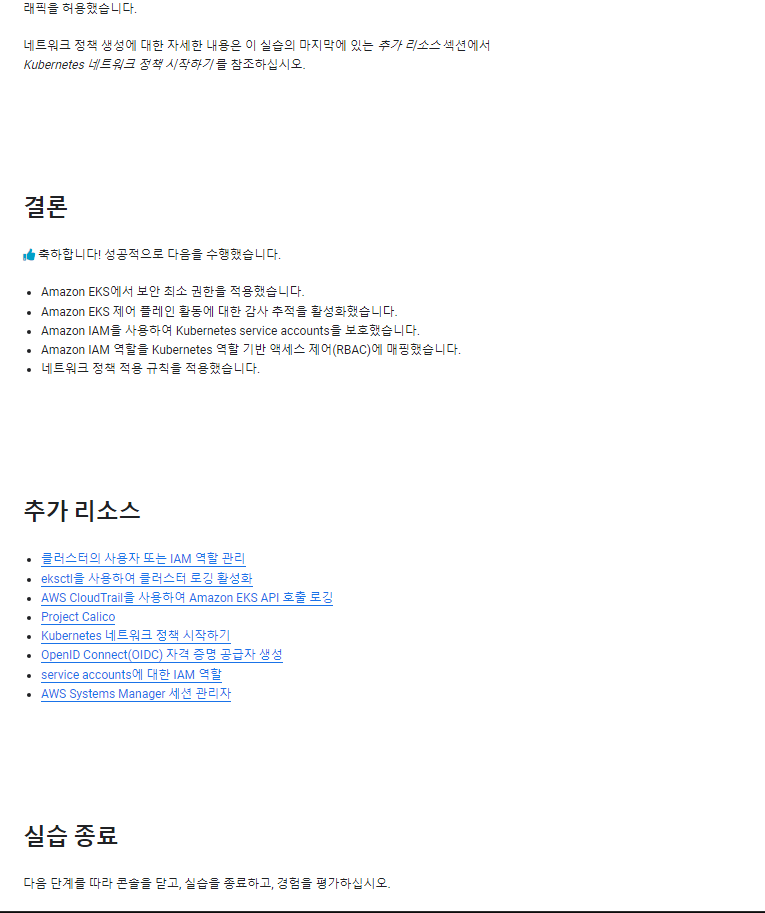 래픽을 허용했습니다.
네트워크 정책 생성에 대한 자세한 내용은 이 실습의 마지막에 있는 추가 리소스 섹션에서
Kubernetes 네트워크 정책 시작하기 를 참조하십시오.
결론
축하합니다! 성공적으로 다음을 수행했습니다.
• Amazon EKS에서 보안 최소 권한을 적용했습니다.
• Amazon EKS 제어 플레인 활동에 대한 감사 추적을 활성화했습니다.
• Amazon IAM을 사용하여 Kubernetes service accounts을 보호했습니다.
• Amazon IAM 역할을 Kubernetes 역할 기반 액세스 제어(RBAC)에 매핑했습니다.
• 네트워크 정책 적용 규칙을 적용했습니다.
추가 리소스
• 클러스터의 사용자 또는 IAM 역할 관리
• eksctl을 사용하여 클러스터 로깅 활성화
• AWS CloudTrail을 사용하여 Amazon EKS API 호출 로깅
• Project Calico
• Kubernetes 네트워크 정책 시작하기
• OpenID Connect(OIDC) 자격 증명 공급자 생성
• service accounts에 대한 IAM 역할
• AWS Systems Manager 세션 관리자
실습 종료
다음 단계를 따라 콘솔을 닫고, 실습을 종료하고, 경험을 평가하십시오.